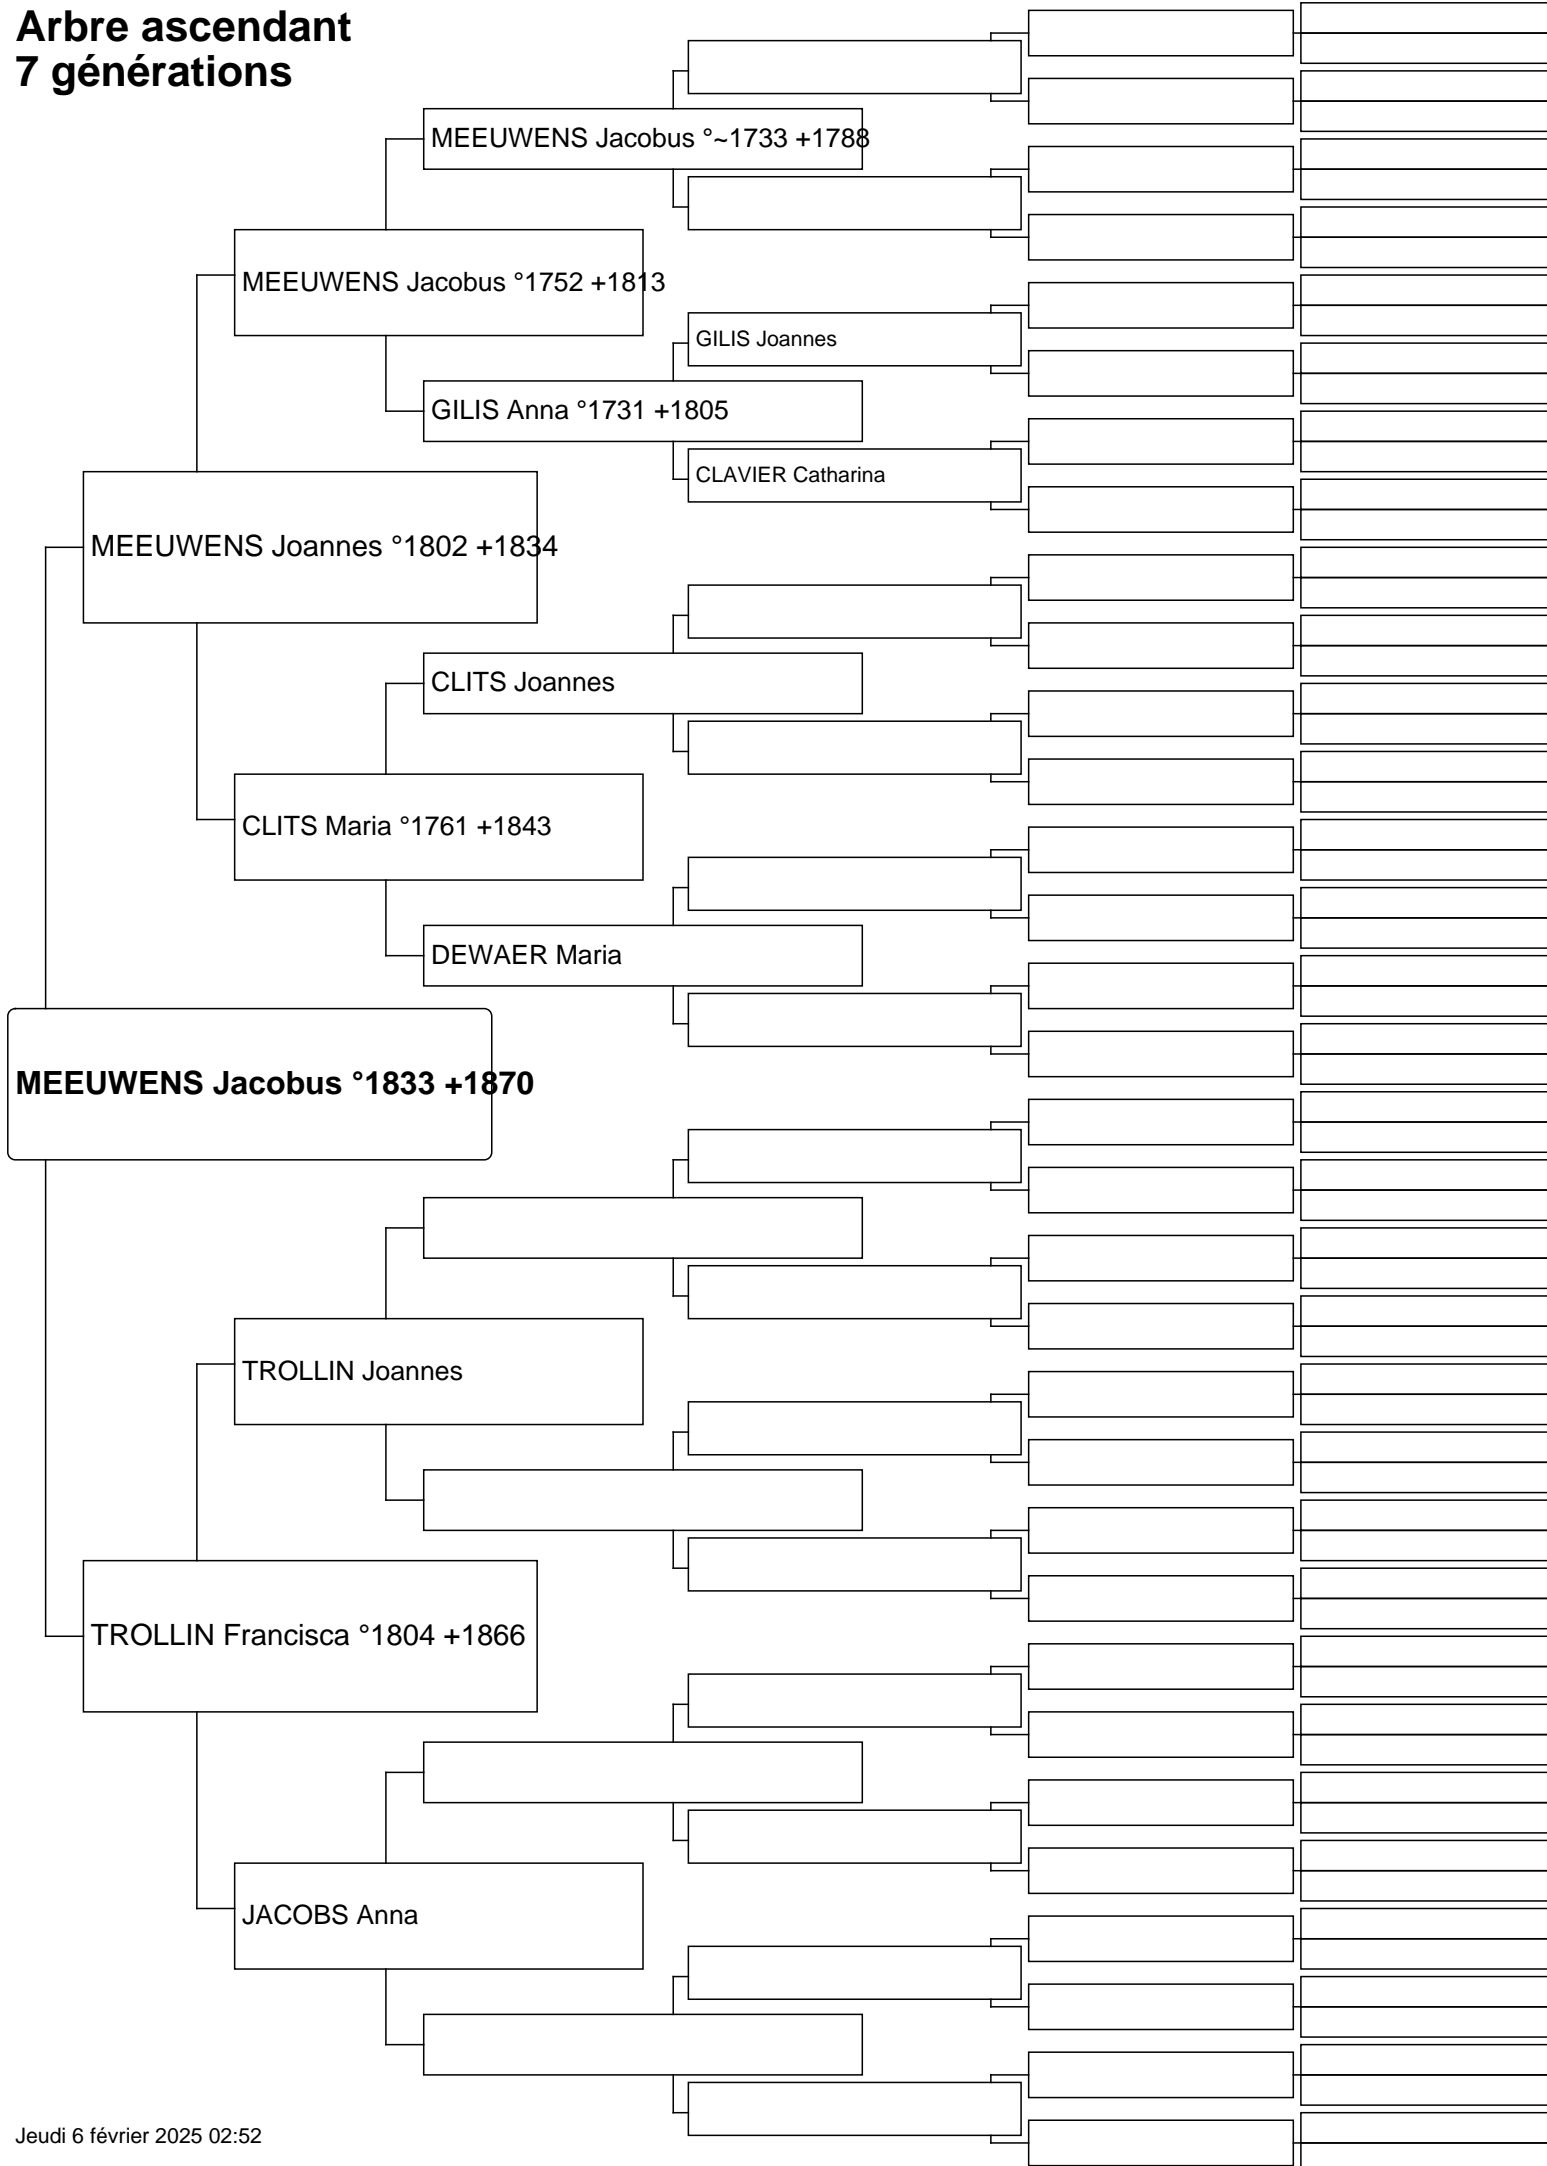 Arbre ascendant
7 générations
MEEUWENS Jacobus °~1733 +1788
MEEUWENS Jacobus °1752 +1813
GILIS Joannes
GILIS Anna °1731 +1805
CLAVIER Catharina
MEEUWENS Joannes °1802 +1834
CLITS Joannes
CLITS Maria °1761 +1843
DEWAER Maria
MEEUWENS Jacobus °1833 +1870
TROLLIN Joannes
TROLLIN Francisca °1804 +1866
JACOBS Anna
Jeudi 6 février 2025 02:52